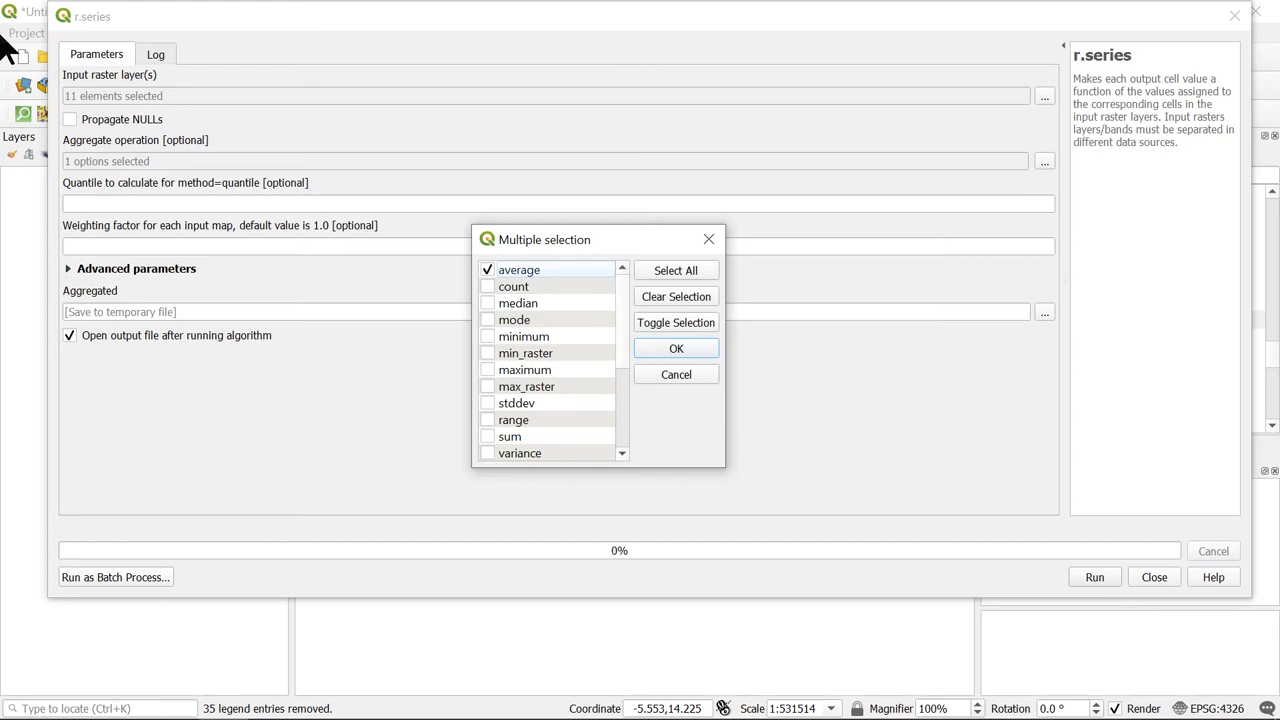 *Unti
r.series
Project
Parameters
Log
Input raster layer(s)
11 elements selected
...
Propagate NULLs
Aggregate operation [optional]
1 options selected
...
Quantile to calculate for method=quantile [optional]
Weighting factor for each input map, default value is 1.0 [optional]
Advanced parameters
Aggregated
[Save to temporary file]
...
Open output file after running algorithm
Layers
r.series
Makes each output cell value a
function of the values assigned to
the corresponding cells in the
input raster layers. Input rasters
layers/bands must be separated in
different data sources.
Multiple selection
average
count
median
mode
minimum
min_raster
maximum
max_raster
stddev
range
sum
variance
Select All
Clear Selection
Toggle Selection
OK
Cancel
0%
Cancel
Run as Batch Process...
Run
Close
Help
Type to locate (Ctrl+K)
35 legend entries removed.
Coordinate
-5.553,14.225
Scale
1:531514
Magnifier
100%
Rotation
0.0 °
Render
EPSG:4326